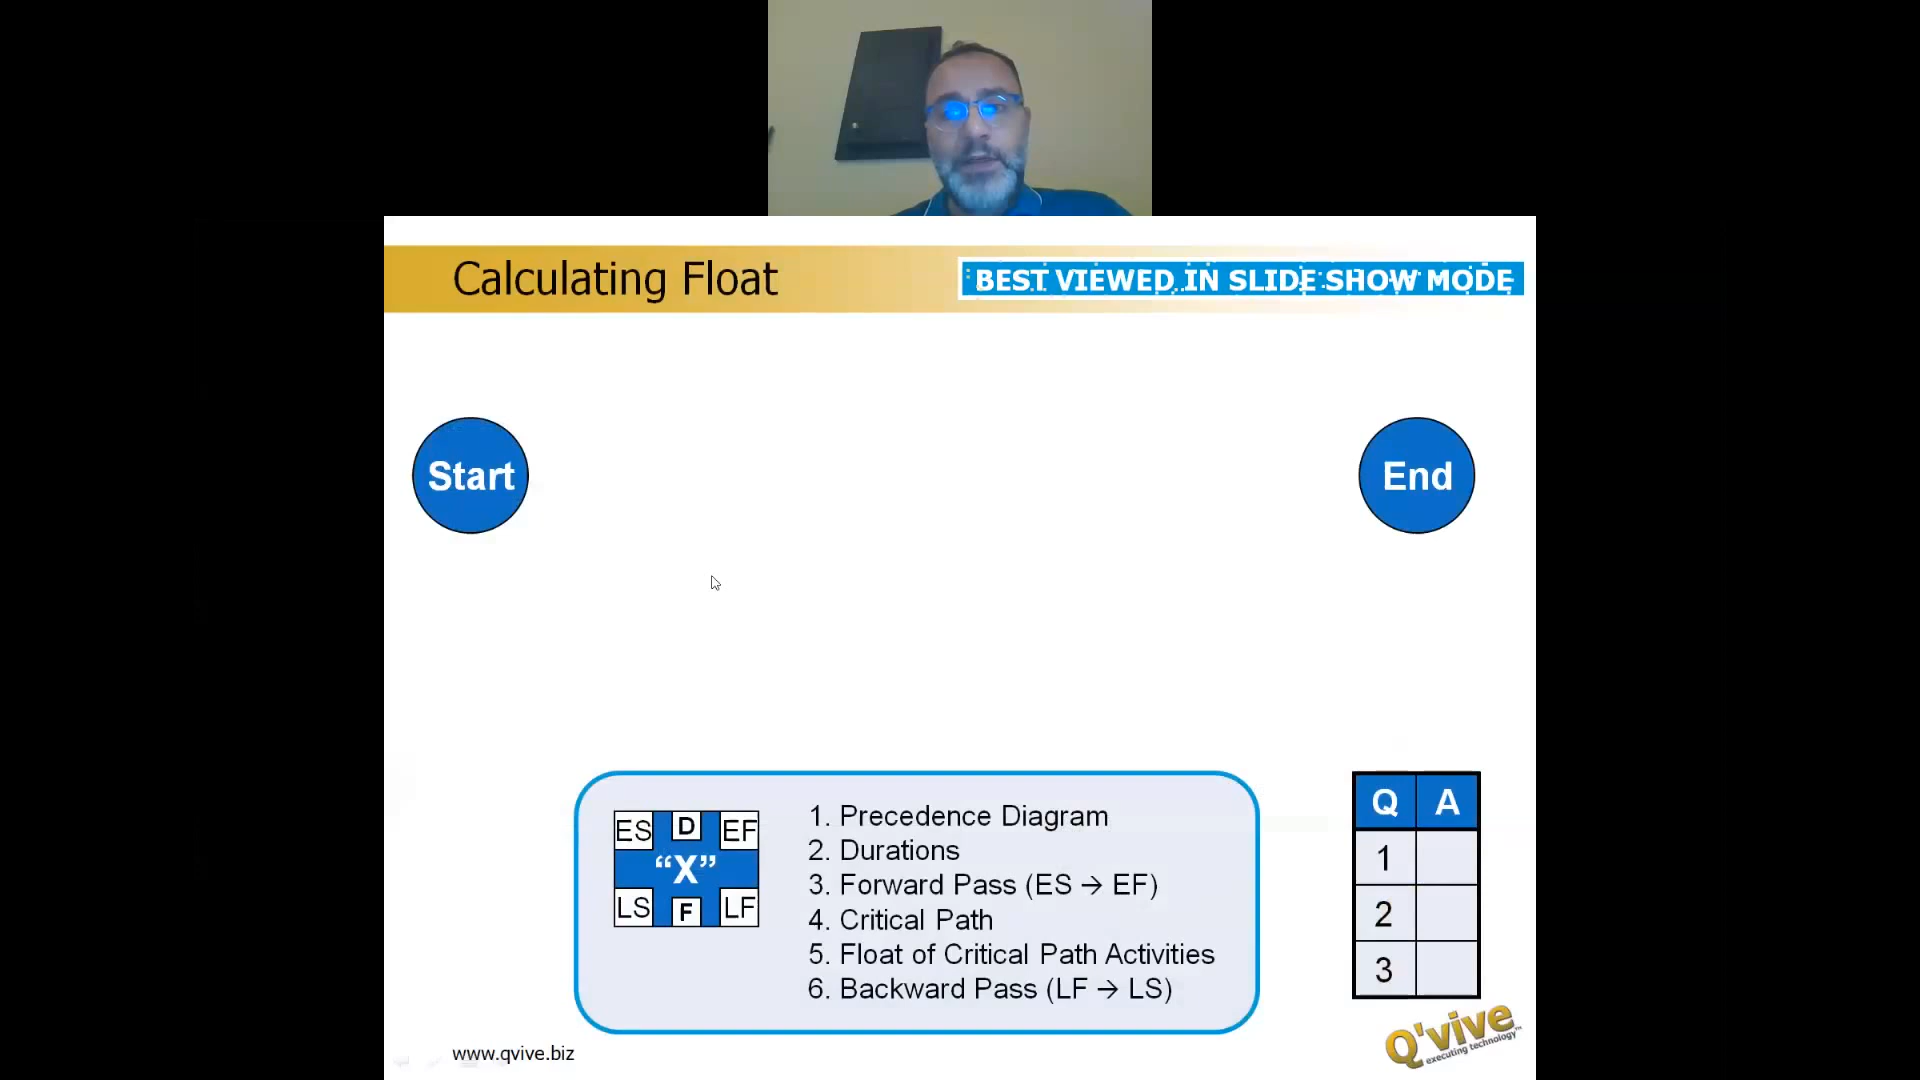 Calculating Float
BEST VIEWED IN SLIDE SHOW MODE
Start
End
ES D EF
“X”
LS F LF
1. Precedence Diagram
2. Durations
3. Forward Pass (ES → EF)
4. Critical Path
5. Float of Critical Path Activities
6. Backward Pass (LF → LS)
Q A
1
2
3
www.qvive.biz
Q'vive™
executing technology